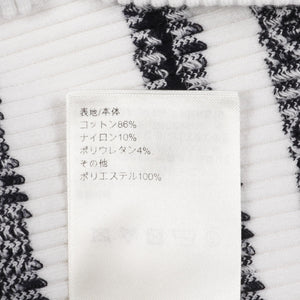 表地/本体
コットン86%
ナイロン10%
ポリウレタン4%
その他
ポリエステル100%